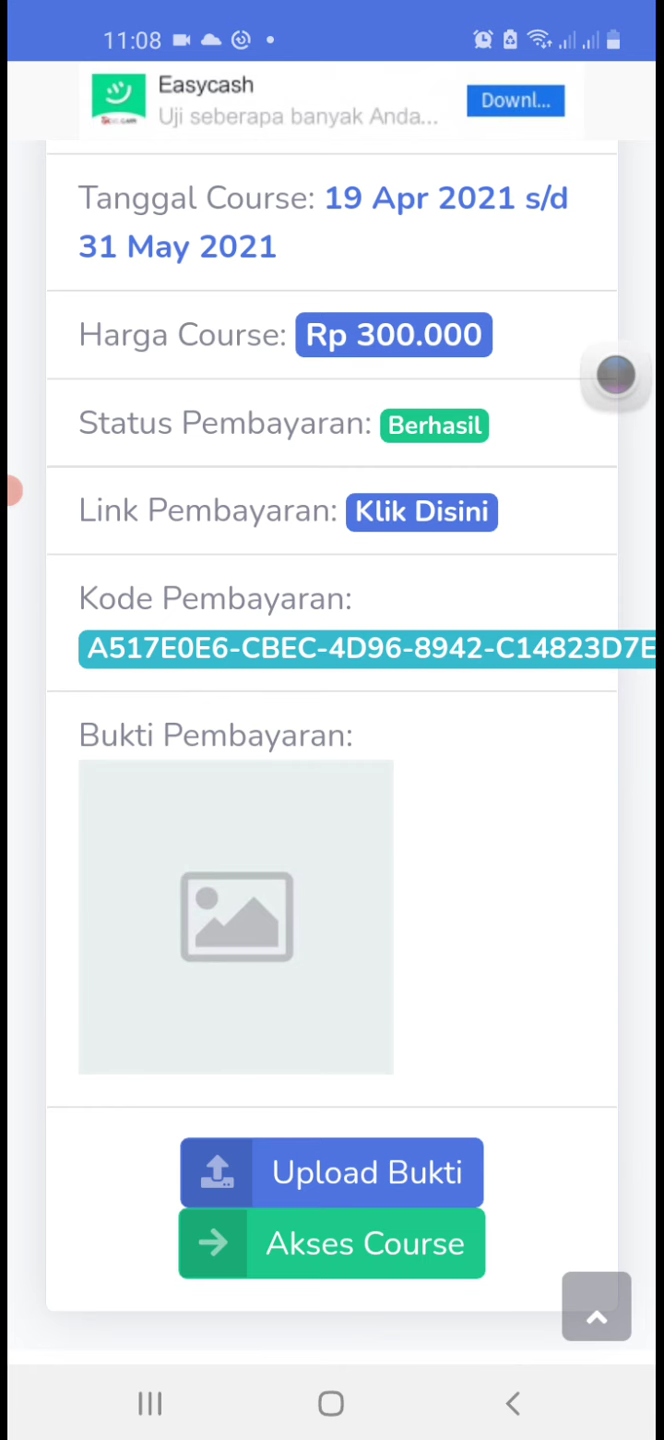 11:08
Easycash
Uji seberapa banyak Anda...
Downl...
Tanggal Course: 19 Apr 2021 s/d
31 May 2021
Harga Course: Rp 300.000
Status Pembayaran: Berhasil
Link Pembayaran: Klik Disini
Kode Pembayaran:
A517E0E6-CBEC-4D96-8942-C14823D7E
Bukti Pembayaran:
Upload Bukti
Akses Course